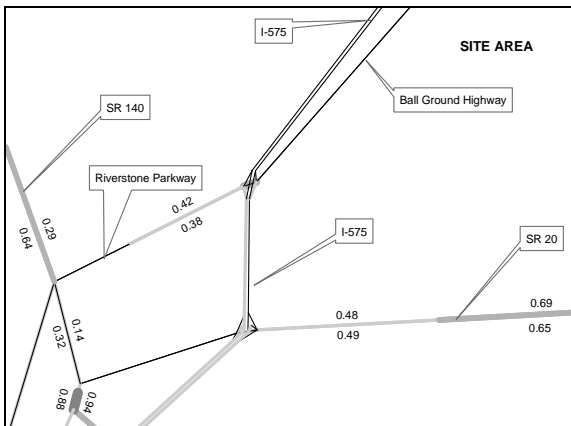 I-575
SITE AREA
Ball Ground Highway
SR 140
Riverstone Parkway
0.42
0.38
0.29
0.64
I-575
SR 20
0.69
0.65
0.48
0.49
0.14
0.32
0.94
0.88